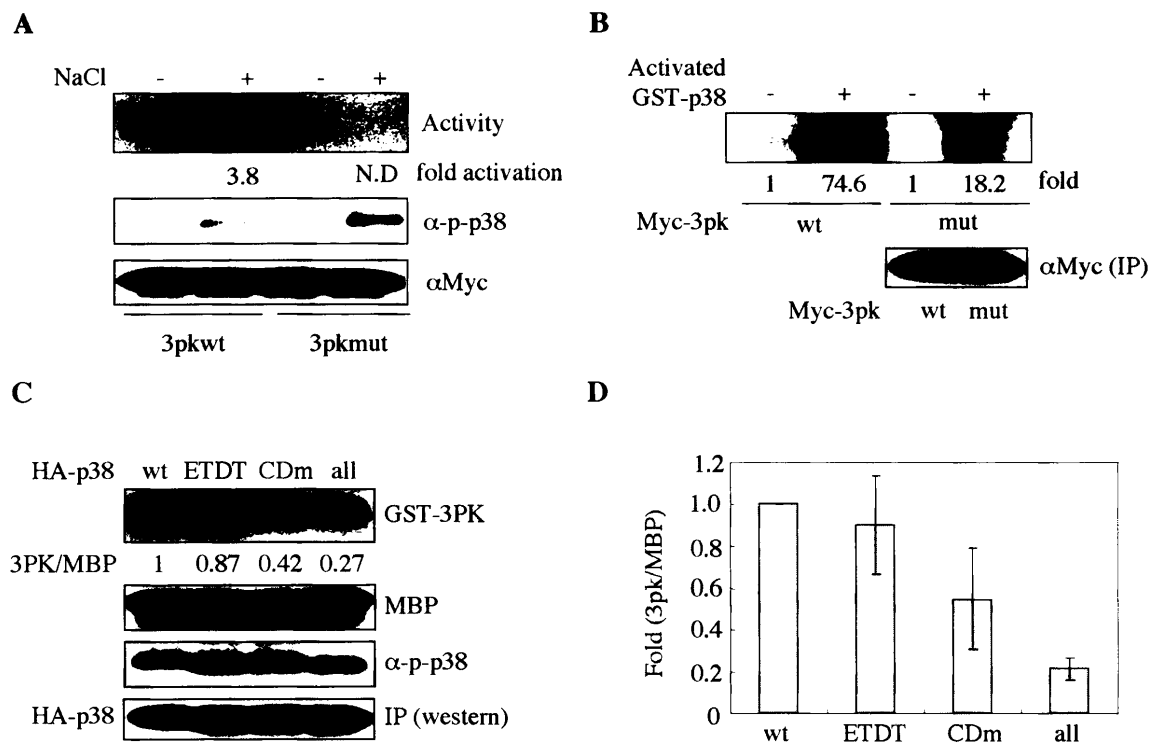 A
NaCl - + - +
Activity
3.8 N.D fold activation
α-p-p38
αMyc
3pkwt 3pkmut
B
Activated
GST-p38 - + - +
1 74.6 1 18.2 fold
Myc-3pk wt mut
αMyc (IP)
Myc-3pk wt mut
C
HA-p38 wt ETDT CDm all
GST-3PK
3PK/MBP 1 0.87 0.42 0.27
MBP
α-p-p38
HA-p38 IP (western)
D
Fold (3pk/MBP)
1.2
1.0
0.8
0.6
0.4
0.2
0
wt ETDT CDm all